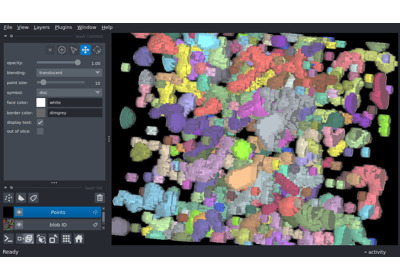 File View Layers Plugins Window Help
opacity: 1.00
blending: translucent
point size: 10
symbol: disc
face color: white
border color: dimgrey
display text: ✓
out of slice:
Points
blob ID
Ready
activity